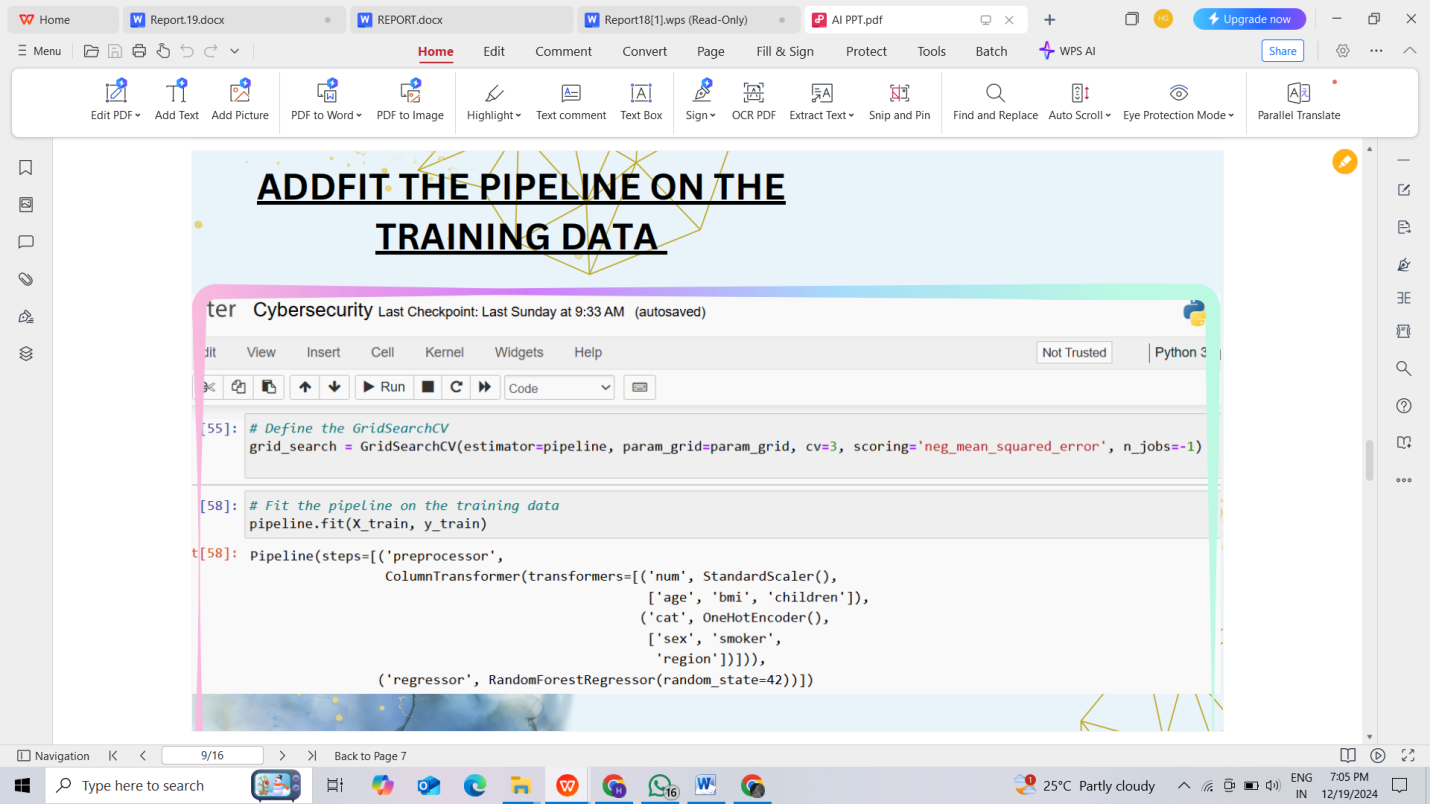 Home
Report.19.docx
REPORT.docx
Report18[1].wps (Read-Only)
AI PPT.pdf
HG
Upgrade now
Menu
Home
Edit
Comment
Convert
Page
Fill & Sign
Protect
Tools
Batch
WPS AI
Share
Edit PDF
Add Text
Add Picture
PDF to Word
PDF to Image
Highlight
Text comment
Text Box
Sign
OCR PDF
Extract Text
Snip and Pin
Find and Replace
Auto Scroll
Eye Protection Mode
Parallel Translate
ADDFIT THE PIPELINE ON THE
TRAINING DATA
ter Cybersecurity Last Checkpoint: Last Sunday at 9:33 AM (autosaved)
dit View Insert Cell Kernel Widgets Help
Not Trusted
Python 3
Run
Code
[55]: # Define the GridSearchCV
grid_search = GridSearchCV(estimator=pipeline, param_grid=param_grid, cv=3, scoring='neg_mean_squared_error', n_jobs=-1)
[58]: # Fit the pipeline on the training data
pipeline.fit(X_train, y_train)
t[58]: Pipeline(steps=[('preprocessor',
ColumnTransformer(transformers=[('num', StandardScaler(),
['age', 'bmi', 'children']),
('cat', OneHotEncoder(),
['sex', 'smoker',
'region'])])),
('regressor', RandomForestRegressor(random_state=42))])
Navigation
9/16
Back to Page 7
Type here to search
16
1
25°C Partly cloudy
ENG
IN
7:05 PM
12/19/2024